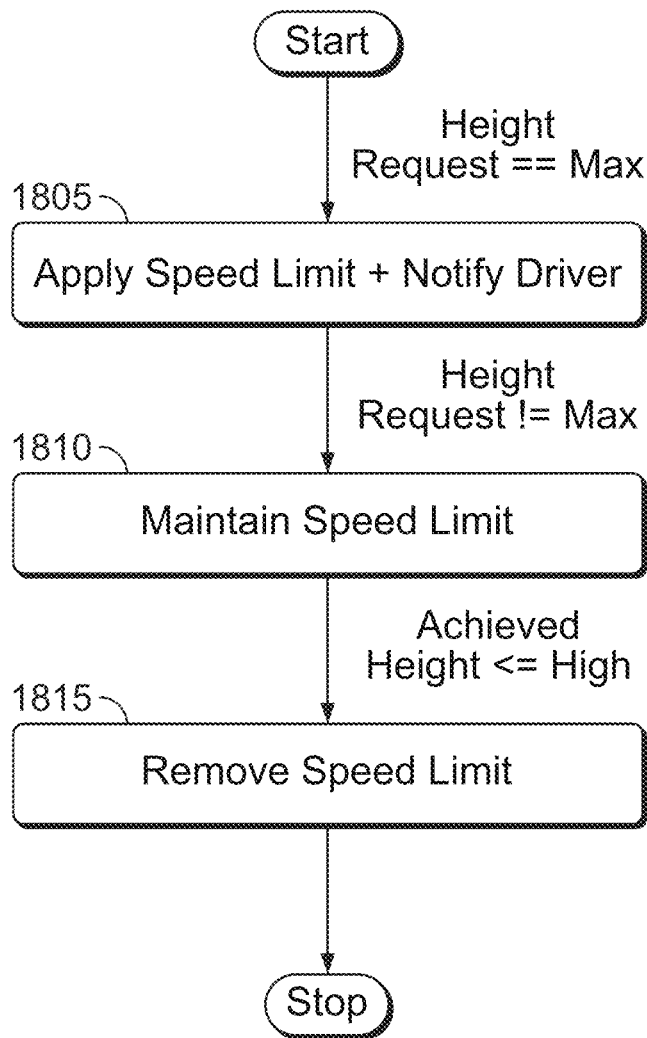 Start
Height
Request == Max
1805
Apply Speed Limit + Notify Driver
Height
Request != Max
1810
Maintain Speed Limit
Achieved
Height <= High
1815
Remove Speed Limit
Stop